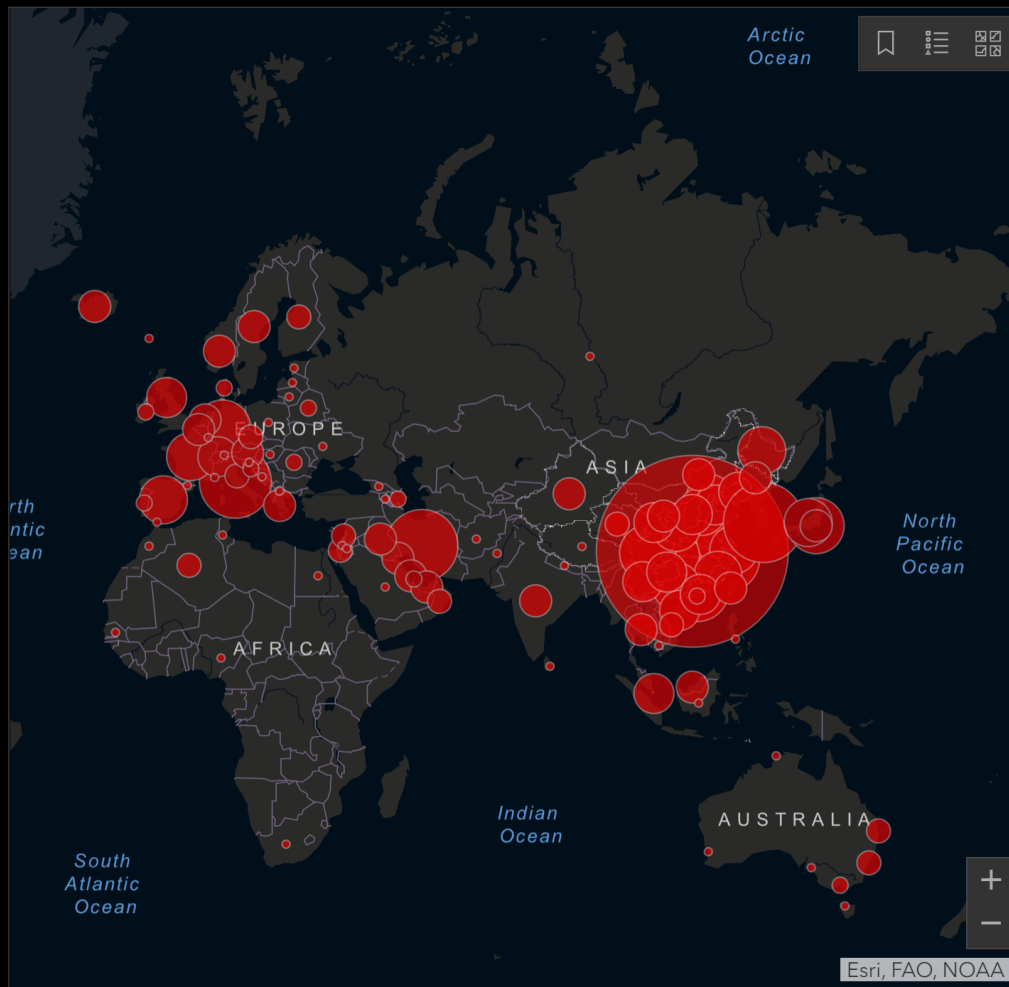 Arctic
Ocean
EUROPE
ASIA
rth
ntic
ean
North
Pacific
Ocean
AFRICA
Indian
Ocean
AUSTRALIA
South
Atlantic
Ocean
+
−
Esri, FAO, NOAA